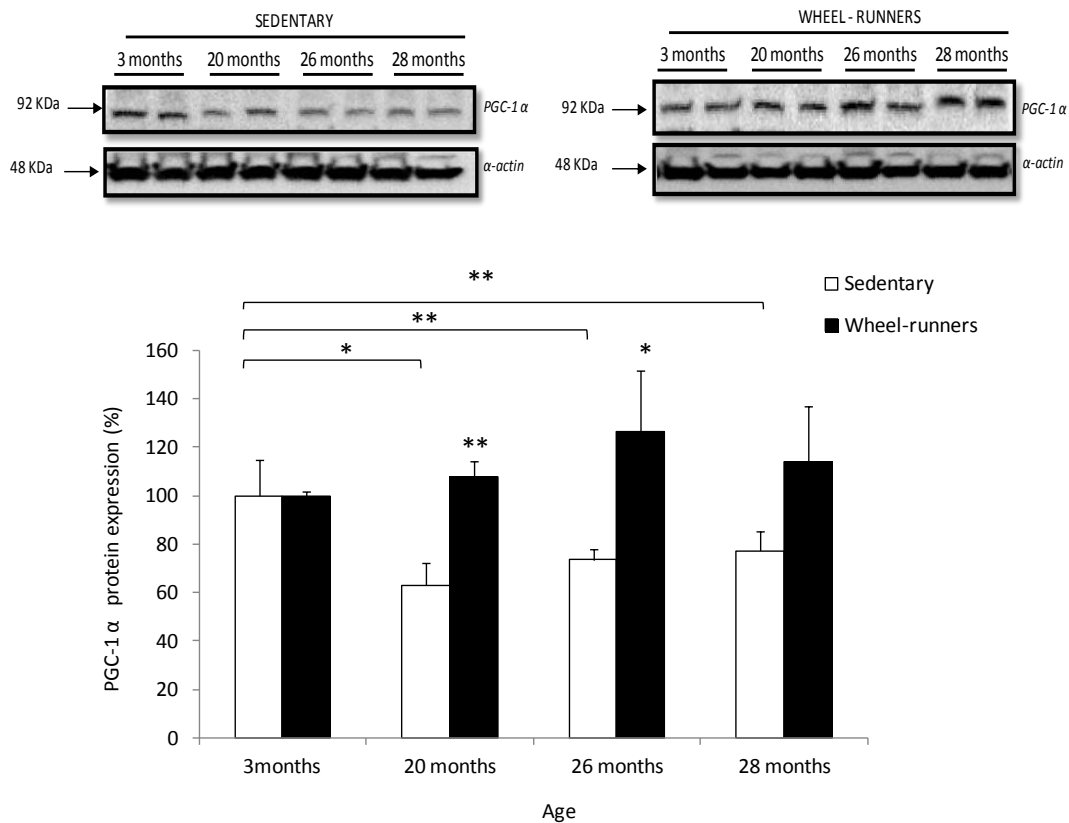 SEDENTARY
3 months 20 months 26 months 28 months
92 KDa PGC-1 α
48 KDa α-actin
WHEEL - RUNNERS
3 months 20 months 26 months 28 months
92 KDa PGC-1 α
48 KDa α-actin
**
**
*
Sedentary
Wheel-runners
*
**
PGC-1 α protein expression (%)
160
140
120
100
80
60
40
20
0
3months 20 months 26 months 28 months
Age